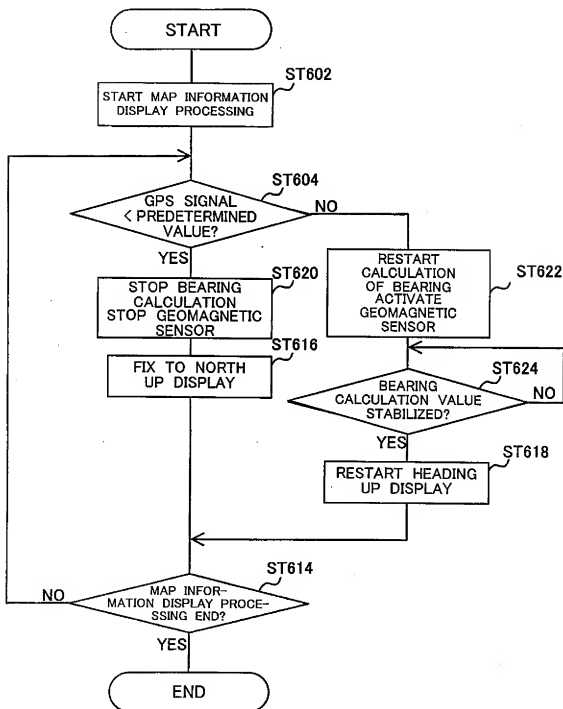 START
ST602
START MAP INFORMATION
DISPLAY PROCESSING
ST604
GPS SIGNAL
< PREDETERMINED
VALUE?
NO
YES
ST620
STOP BEARING
CALCULATION
STOP GEOMAGNETIC
SENSOR
ST616
FIX TO NORTH
UP DISPLAY
RESTART
CALCULATION
OF BEARING
ACTIVATE
GEOMAGNETIC
SENSOR
ST622
ST624
BEARING
CALCULATION VALUE
STABILIZED?
NO
YES
ST618
RESTART HEADING
UP DISPLAY
ST614
MAP INFOR-
MATION DISPLAY PROCE-
SSING END?
NO
YES
END